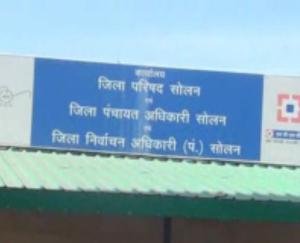 कार्यालय
जिला परिषद सोलन
एवं
जिला पंचायत अधिकारी सोलन
एवं
जिला निर्वाचन अधिकारी (पं.) सोलन